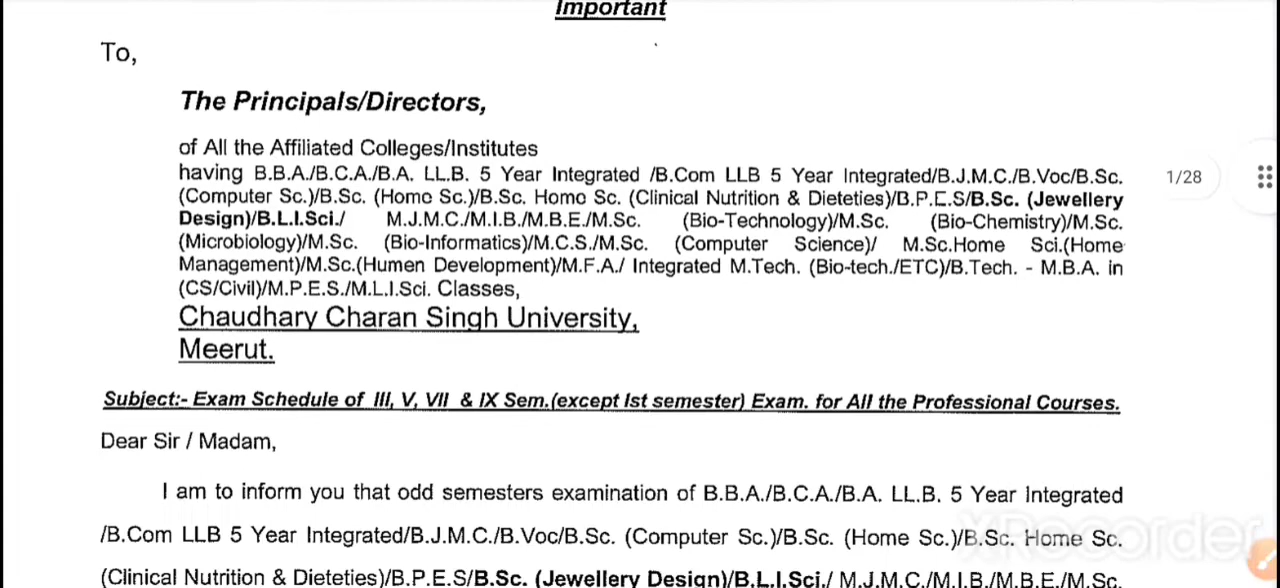 Important
To,
The Principals/Directors,
of All the Affiliated Colleges/Institutes
having B.B.A./B.C.A./B.A. LL.B. 5 Year Integrated /B.Com LLB 5 Year Integrated/B.J.M.C./B.Voc/B.Sc.
(Computer Sc.)/B.Sc. (Home Sc.)/B.Sc. Home Sc. (Clinical Nutrition & Dieteties)/B.P.E.S/B.Sc. (Jewellery
Design)/B.L.I.Sci./ M.J.M.C./M.I.B./M.B.E./M.Sc. (Bio-Technology)/M.Sc. (Bio-Chemistry)/M.Sc.
(Microbiology)/M.Sc. (Bio-Informatics)/M.C.S./M.Sc. (Computer Science)/ M.Sc.Home Sci.(Home
Management)/M.Sc.(Humen Development)/M.F.A./ Integrated M.Tech. (Bio-tech./ETC)/B.Tech. - M.B.A. in
(CS/Civil)/M.P.E.S./M.L.I.Sci. Classes,
1/28
Chaudhary Charan Singh University,
Meerut.
Subject:- Exam Schedule of III, V, VII & IX Sem.(except Ist semester) Exam. for All the Professional Courses.
Dear Sir / Madam,
I am to inform you that odd semesters examination of B.B.A./B.C.A./B.A. LL.B. 5 Year Integrated
/B.Com LLB 5 Year Integrated/B.J.M.C./B.Voc/B.Sc. (Computer Sc.)/B.Sc. (Home Sc.)/B.Sc. Home Sc.
(Clinical Nutrition & Dieteties)/B.P.E.S/B.Sc. (Jewellery Design)/B.L.I.Sci./ M.J.M.C./M.I.B./M.B.E./M.Sc.
XRecorder